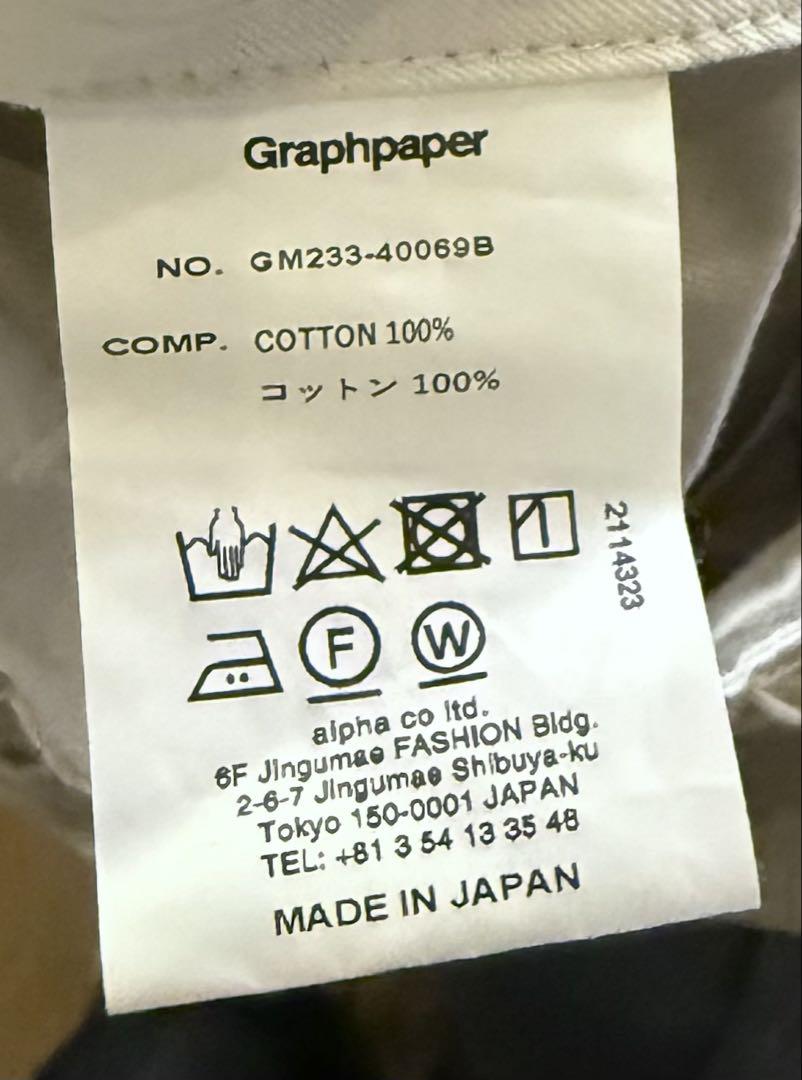 Graphpaper
NO. GM233-40069B
COMP. COTTON 100%
コットン 100%
2114323
F
W
alpha co ltd.
6F Jingumae FASHION Bldg.
2-6-7 Jingumae Shibuya-ku
Tokyo 150-0001 JAPAN
TEL: +81 3 54 13 35 48
MADE IN JAPAN